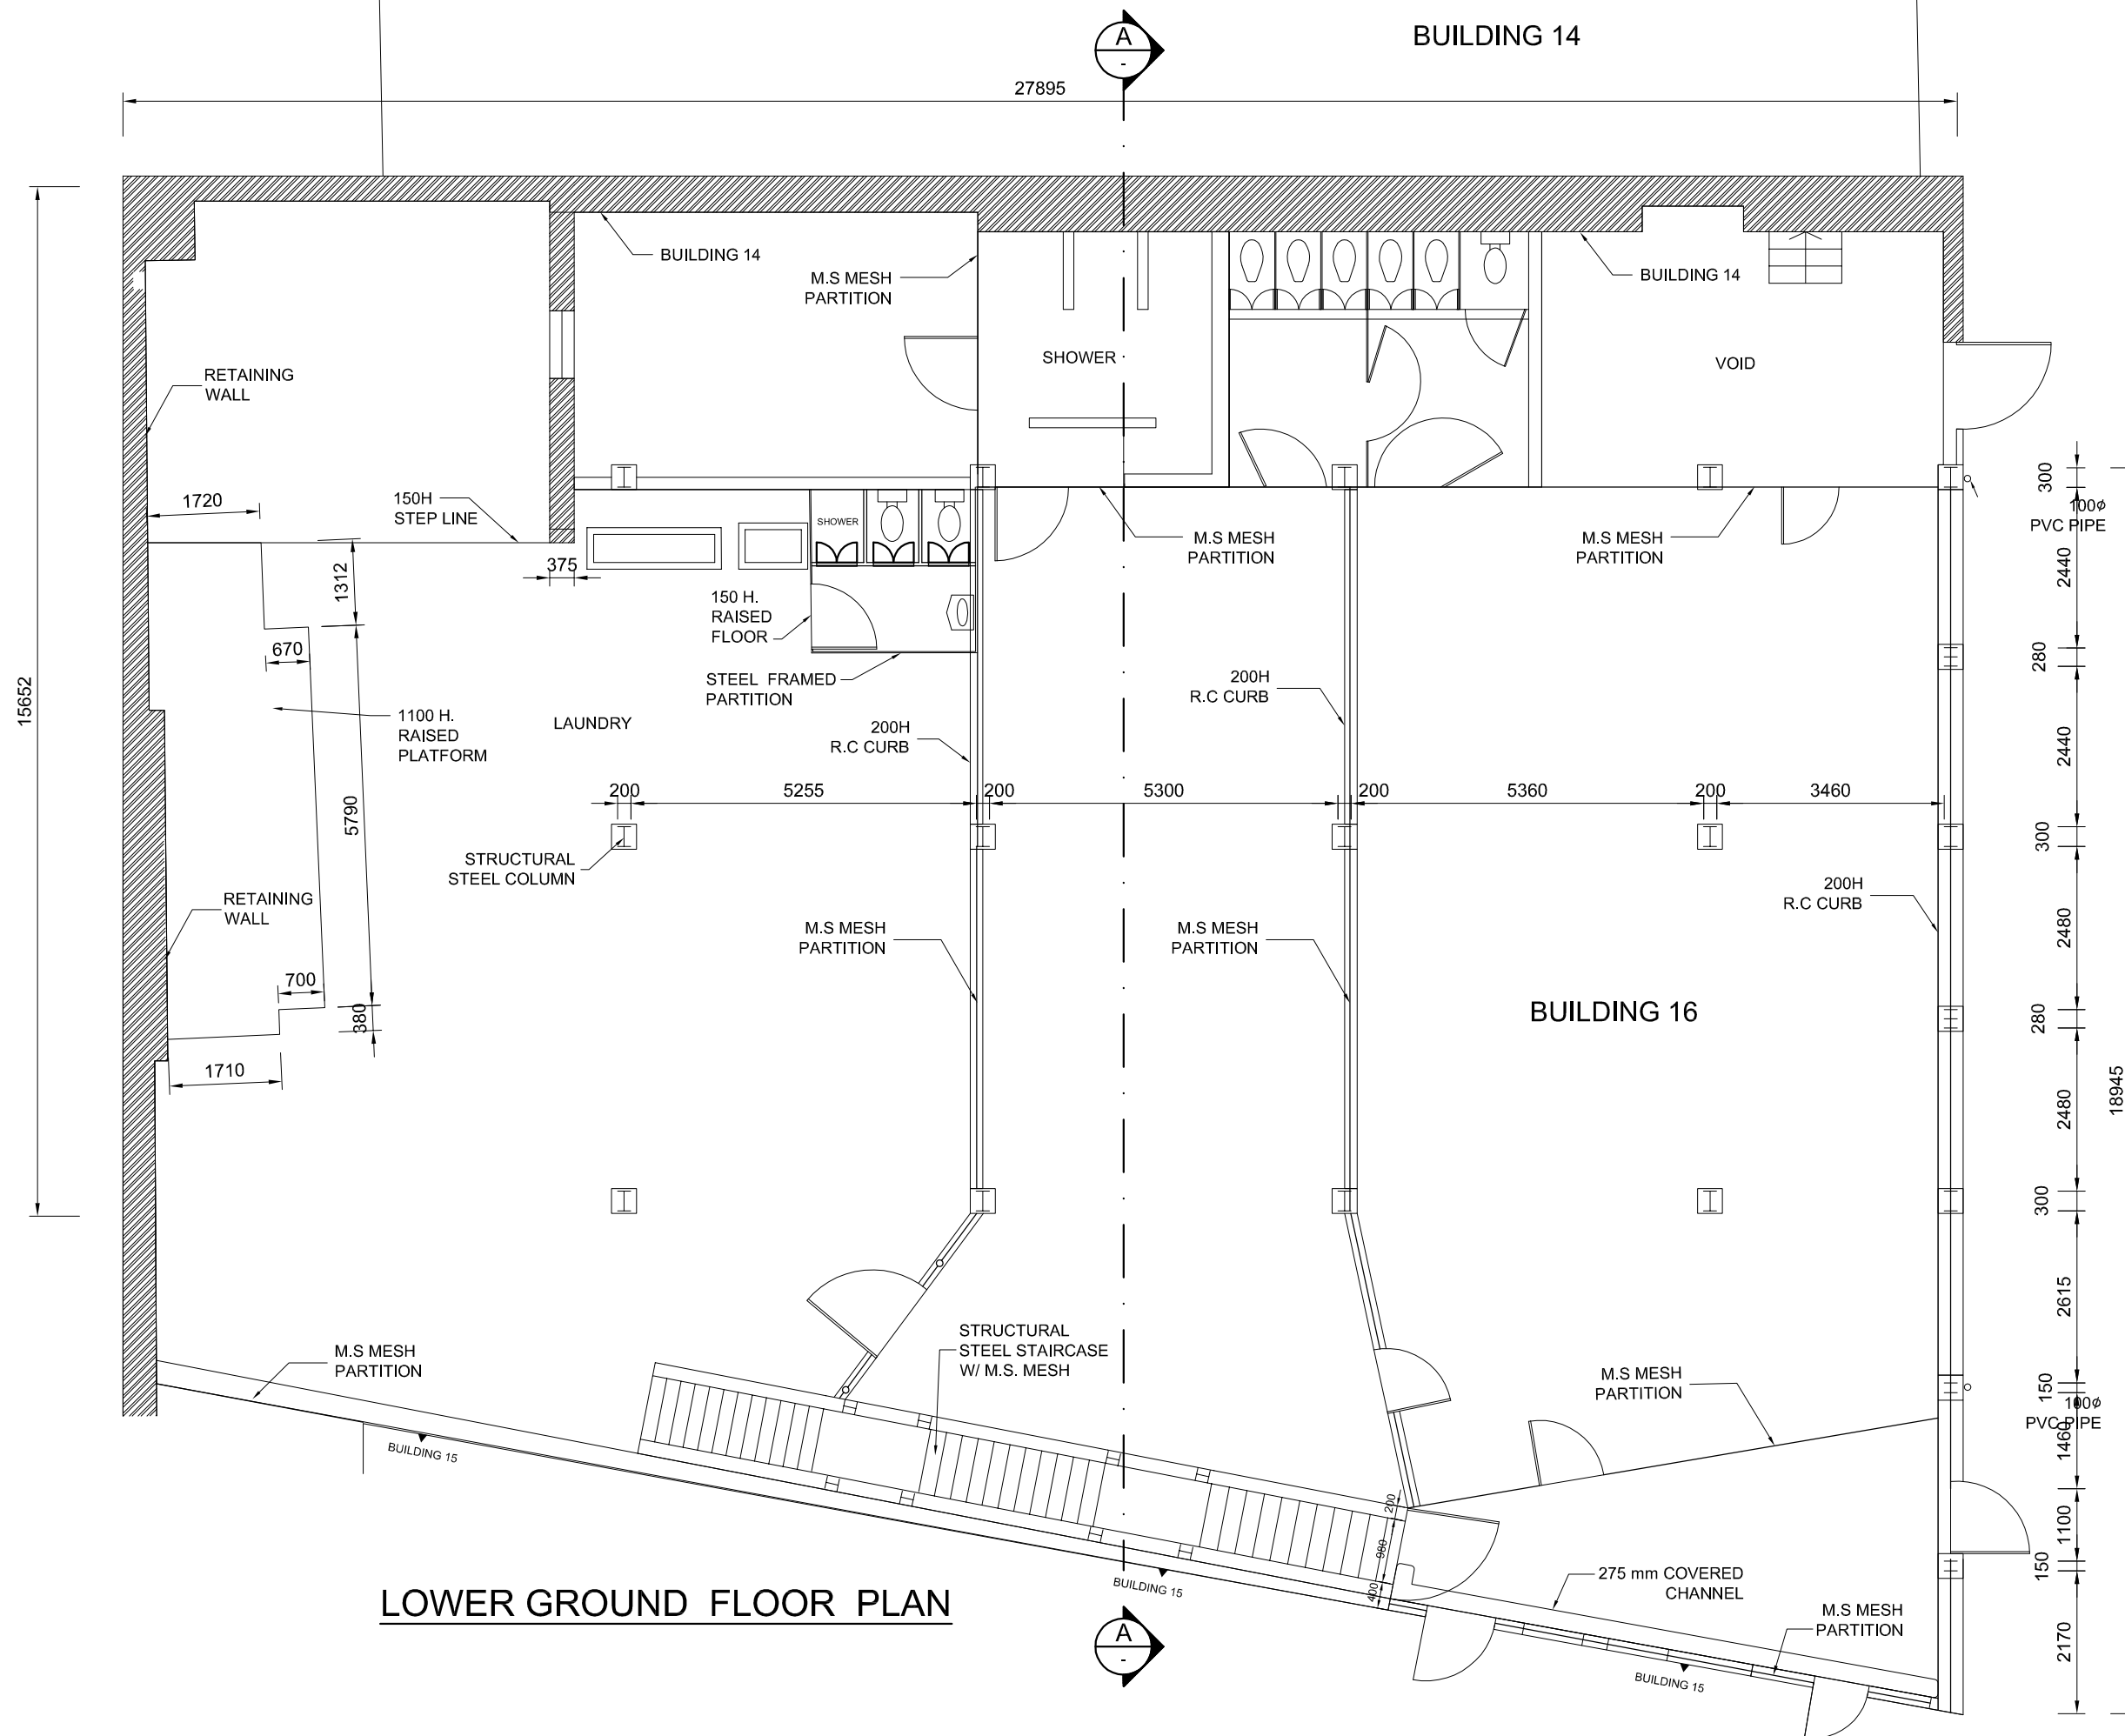 BUILDING 14
A
-
27895
BUILDING 14
M.S MESH
PARTITION
BUILDING 14
SHOWER
VOID
RETAINING
WALL
1720
150H
STEP LINE
SHOWER
300
100ø
PVC PIPE
M.S MESH
PARTITION
M.S MESH
PARTITION
375
1312
2440
150 H.
RAISED
FLOOR
670
280
STEEL FRAMED
PARTITION
200H
R.C CURB
15652
1100 H.
RAISED
PLATFORM
LAUNDRY
200H
R.C CURB
2440
200
5255
200
5300
200
5360
200
3460
5790
300
STRUCTURAL
STEEL COLUMN
RETAINING
WALL
200H
R.C CURB
M.S MESH
PARTITION
M.S MESH
PARTITION
2480
700
380
BUILDING 16
280
1710
2480
18945
300
2615
STRUCTURAL
STEEL STAIRCASE
W/ M.S. MESH
M.S MESH
PARTITION
M.S MESH
PARTITION
150
100ø
PVC PIPE
1460
BUILDING 15
200
980
400
1100
150
275 mm COVERED
CHANNEL
BUILDING 15
LOWER GROUND FLOOR PLAN
M.S MESH
PARTITION
2170
A
-
BUILDING 15